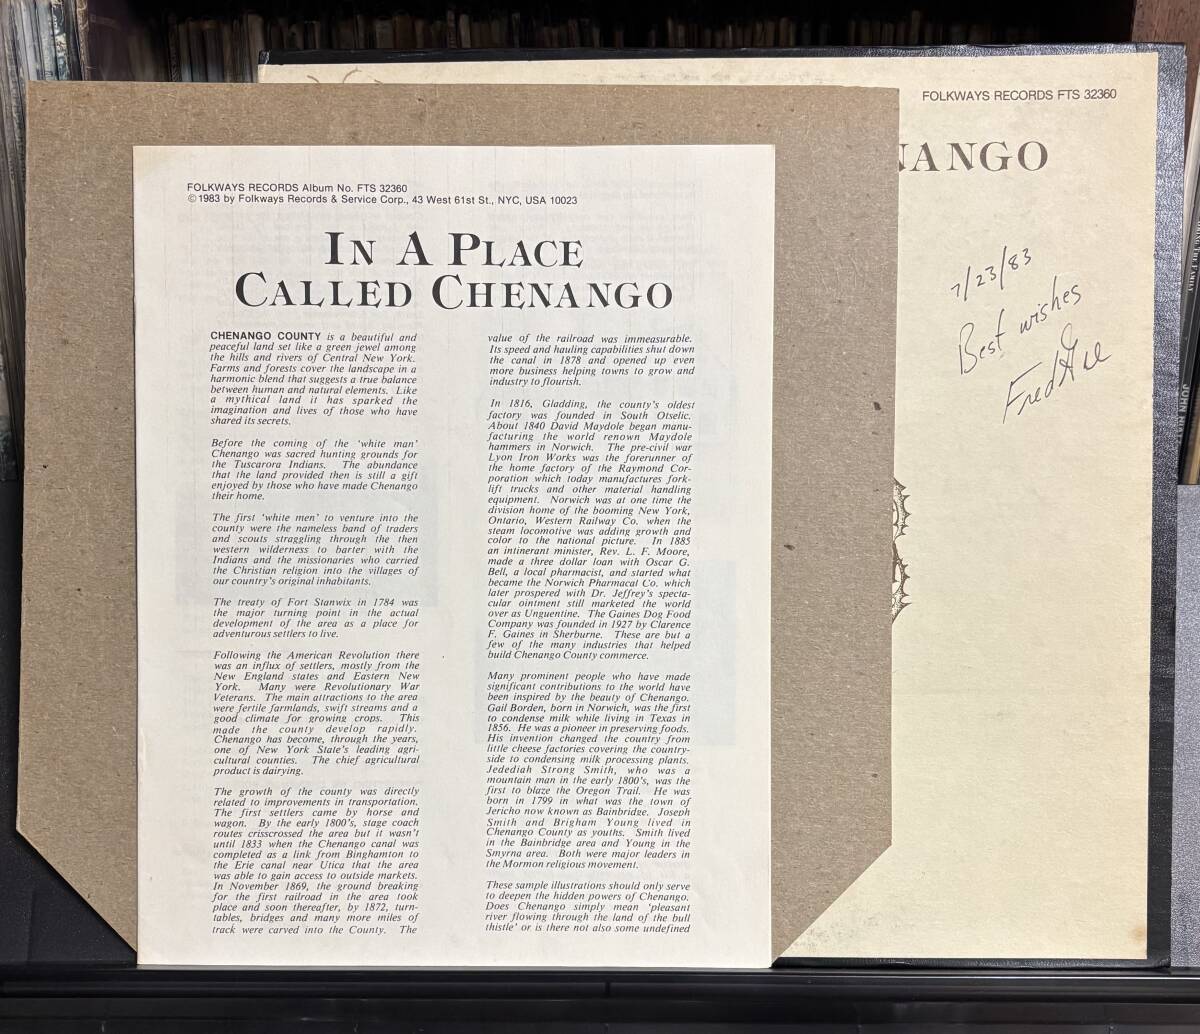 FOLKWAYS RECORDS FTS 32360
NANGO
7/23/83
Best wishes
Fred Gee
FOLKWAYS RECORDS Album No. FTS 32360
©1983 by Folkways Records & Service Corp., 43 West 61st St., NYC, USA 10023
IN A PLACE
CALLED CHENANGO
CHENANGO COUNTY is a beautiful and
peaceful land set like a green jewel among
the hills and rivers of Central New York.
Farms and forests cover the landscape in a
harmonic blend that suggests a true balance
between human and natural elements. Like
a mythical land it has sparked the
imagination and lives of those who have
shared its secrets.
Before the coming of the 'white man'
Chenango was sacred hunting grounds for
the Tuscarora Indians. The abundance
that the land provided then is still a gift
enjoyed by those who have made Chenango
their home.
The first 'white men' to venture into the
county were the nameless band of traders
and scouts straggling through the then
western wilderness to barter with the
Indians and the missionaries who carried
the Christian religion into the villages of
our country's original inhabitants.
The treaty of Fort Stanwix in 1784 was
the major turning point in the actual
development of the area as a place for
adventurous settlers to live.
Following the American Revolution there
was an influx of settlers, mostly from the
New England states and Eastern New
York. Many were Revolutionary War
Veterans. The main attractions to the area
were fertile farmlands, swift streams and a
good climate for growing crops. This
made the county develop rapidly.
Chenango has become, through the years,
one of New York State's leading agri-
cultural counties. The chief agricultural
product is dairying.
The growth of the county was directly
related to improvements in transportation.
The first settlers came by horse and
wagon. By the early 1800's, stage coach
routes crisscrossed the area but it wasn't
until 1833 when the Chenango canal was
completed as a link from Binghamton to
the Erie canal near Utica that the area
was able to gain access to outside markets.
In November 1869, the ground breaking
for the first railroad in the area took
place and soon thereafter, by 1872, turn-
tables, bridges and many more miles of
track were carved into the County. The
value of the railroad was immeasurable.
Its speed and hauling capabilities shut down
the canal in 1878 and opened up even
more business helping towns to grow and
industry to flourish.
In 1816, Gladding, the county's oldest
factory was founded in South Otselic.
About 1840 David Maydole began manu-
facturing the world renown Maydole
hammers in Norwich. The pre-civil war
Lyon Iron Works was the forerunner of
the home factory of the Raymond Cor-
poration which today manufactures fork-
lift trucks and other material handling
equipment. Norwich was at one time the
division home of the booming New York,
Ontario, Western Railway Co. when the
steam locomotive was adding growth and
color to the national picture. In 1885
an intinerant minister, Rev. L. F. Moore,
made a three dollar loan with Oscar G.
Bell, a local pharmacist, and started what
became the Norwich Pharmacal Co. which
later prospered with Dr. Jeffrey's specta-
cular ointment still marketed the world
over as Unguentine. The Gaines Dog Food
Company was founded in 1927 by Clarence
F. Gaines in Sherburne. These are but a
few of the many industries that helped
build Chenango County commerce.
Many prominent people who have made
significant contributions to the world have
been inspired by the beauty of Chenango.
Gail Borden, born in Norwich, was the first
to condense milk while living in Texas in
1856. He was a pioneer in preserving foods.
His invention changed the country from
little cheese factories covering the country-
side to condensing milk processing plants.
Jedediah Strong Smith, who was a
mountain man in the early 1800's, was the
first to blaze the Oregon Trail. He was
born in 1799 in what was the town of
Jericho now known as Bainbridge. Joseph
Smith and Brigham Young lived in
Chenango County as youths. Smith lived
in the Bainbridge area and Young in the
Smyrna area. Both were major leaders in
the Mormon religious movement.
These sample illustrations should only serve
to deepen the hidden powers of Chenango.
Does Chenango simply mean 'pleasant
river flowing through the land of the bull
thistle' or is there not also some undefined